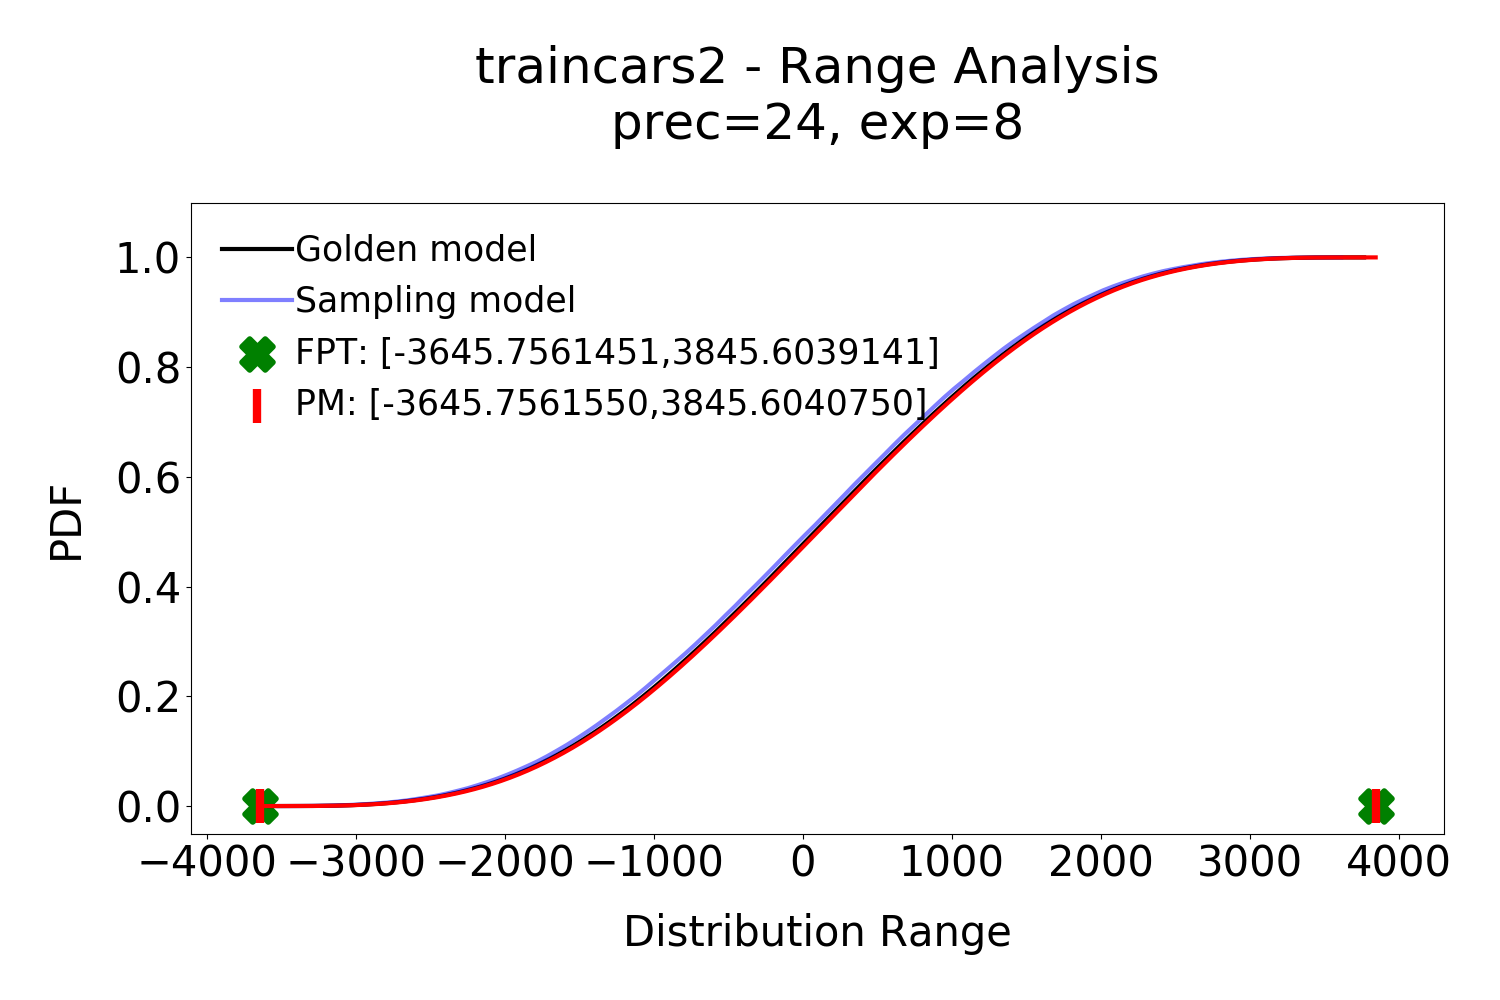 traincars2 - Range Analysis
prec=24, exp=8
1.0
0.8
0.6
0.4
0.2
0.0
PDF
Golden model
Sampling model
FPT: [-3645.7561451,3845.6039141]
PM: [-3645.7561550,3845.6040750]
−4000 −3000 −2000 −1000 0 1000 2000 3000 4000
Distribution Range